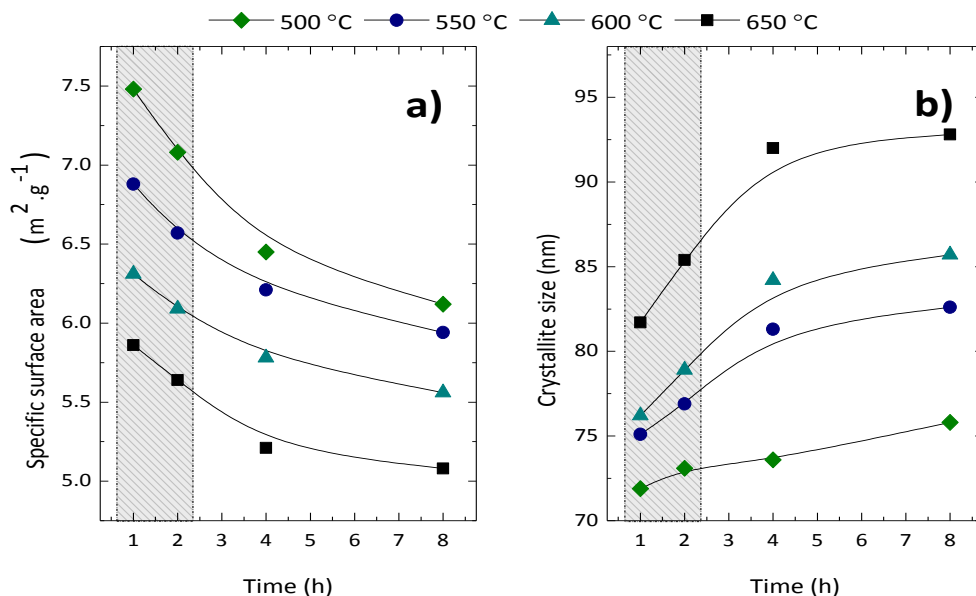 500 °C 550 °C 600 °C 650 °C
a)
7.5
7.0
6.5
6.0
5.5
5.0
Specific surface area (m².g⁻¹)
1 2 3 4 5 6 7 8
Time (h)
b)
95
90
85
80
75
70
Crystallite size (nm)
1 2 3 4 5 6 7 8
Time (h)